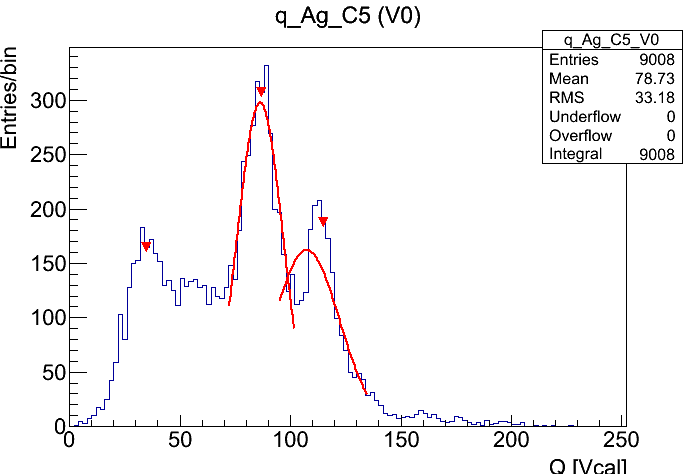 q_Ag_C5 (V0)
q_Ag_C5_V0
Entries 9008
Mean 78.73
RMS 33.18
Underflow 0
Overflow 0
Integral 9008
Entries/bin
300
250
200
150
100
50
0
0 50 100 150 200 250
Q [Vcal]